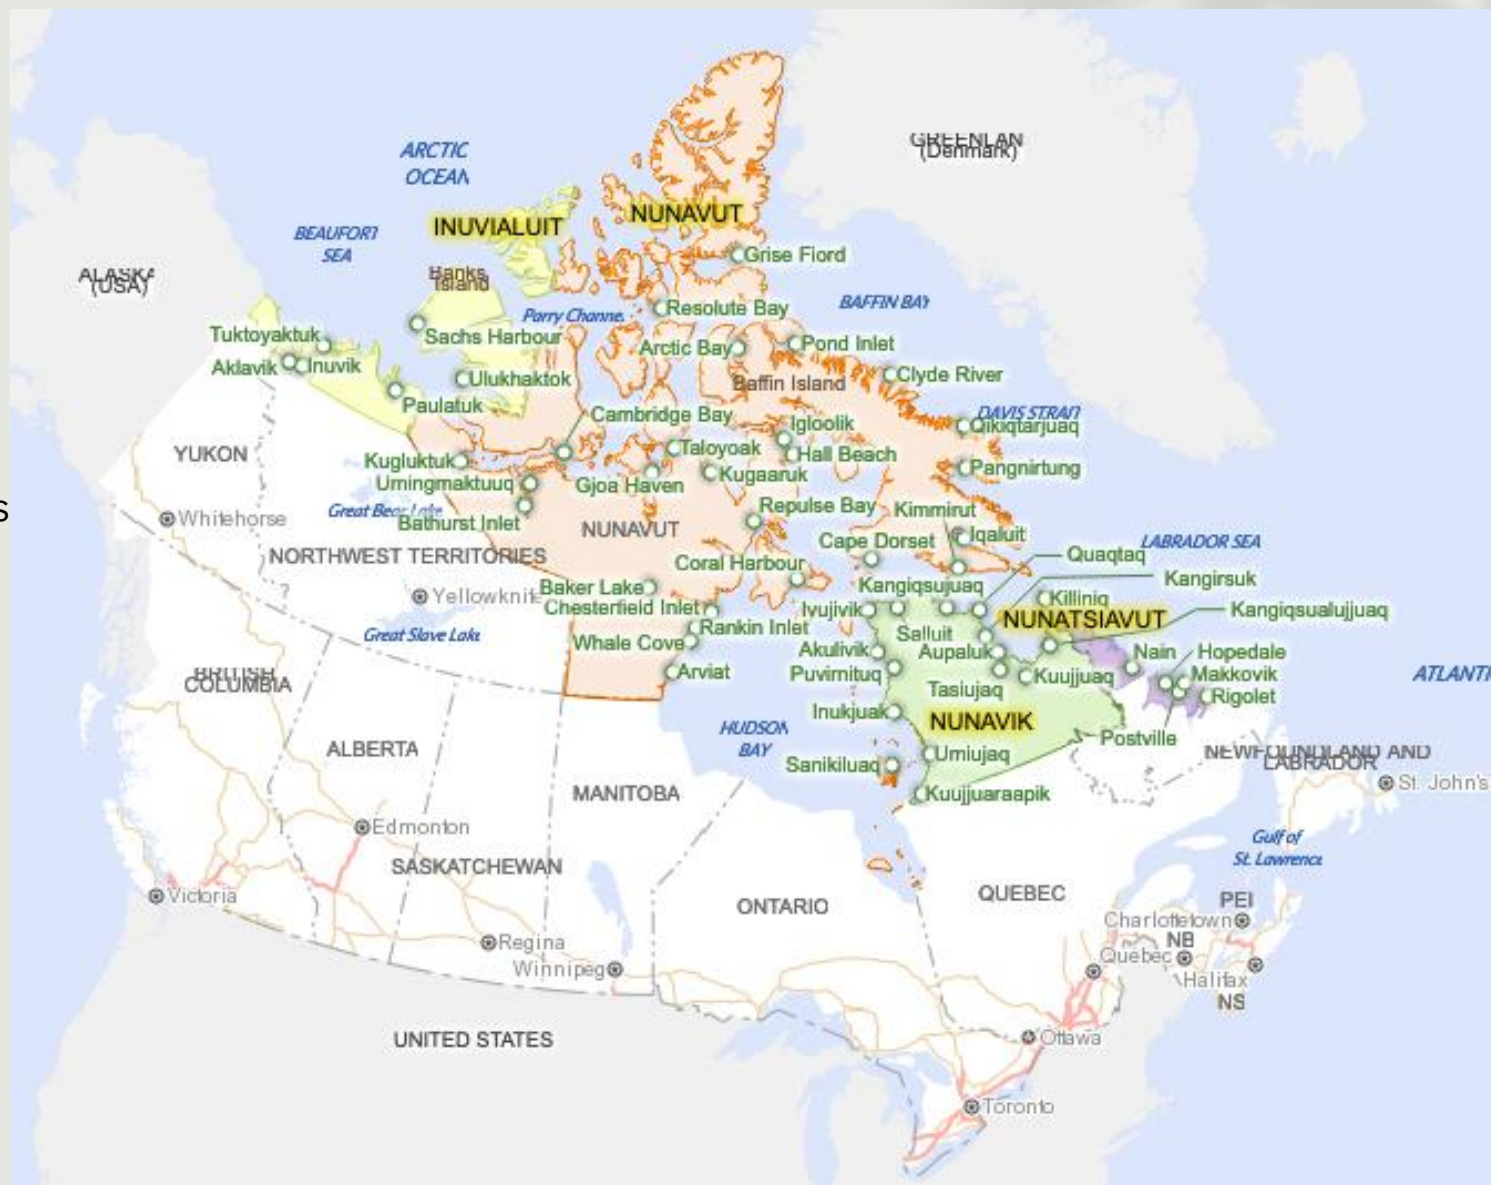 GREENLAN
(Denmark)
ARCTIC
OCEAN
NUNAVUT
INUVIALUIT
BEAUFORT
SEA
Grise Fiord
ALASKA
(USA)
Banks
Island
BAFFIN BAY
Resolute Bay
Parry Channe
Tuktoyaktuk
Sachs Harbour
Arctic Bay
Pond Inlet
Aklavik
Inuvik
Ulukhaktok
Baffin Island
Clyde River
Paulatuk
Cambridge Bay
DAVIS STRAIT
Igloolik
Qikiqtarjuaq
YUKON
Kugluktuk
Taloyoak
Hall Beach
Pangnirtung
Umingmaktuuq
Gjoa Haven
Kugaaruk
s
Whitehorse
Great Bear Lake
Bathurst Inlet
NUNAVUT
Repulse Bay
Kimmirut
Iqaluit
Cape Dorset
LABRADOR SEA
NORTHWEST TERRITORIES
Coral Harbour
Quaqtaq
Kangiqsujuaq
Kangirsuk
?
Yellowknife
Baker Lake
Killiniq
Chesterfield Inlet
Ivujivik
NUNATSIAVUT
Kangiqsualujjuaq
Great Slave Lake
Rankin Inlet
Salluit
Whale Cove
Akulivik
Aupaluk
Nain
Hopedale
Arviat
Puvirnituq
Kuujjuaq
Makkovik
ATLANTI
BRITISH
COLUMBIA
Tasiujaq
Rigolet
Inukjuak
NUNAVIK
HUDSON
BAY
Postville
ALBERTA
Umiujaq
NEWFOUNDLAND AND
LABRADOR
Sanikiluaq
St. John's
MANITOBA
Kuujjuaraapik
Edmonton
Gulf of
St. Lawrence
SASKATCHEWAN
Victoria
ONTARIO
QUEBEC
PEI
Charlottetown
Regina
NB
Winnipeg
Québec
Halifax
NS
UNITED STATES
Ottawa
Toronto